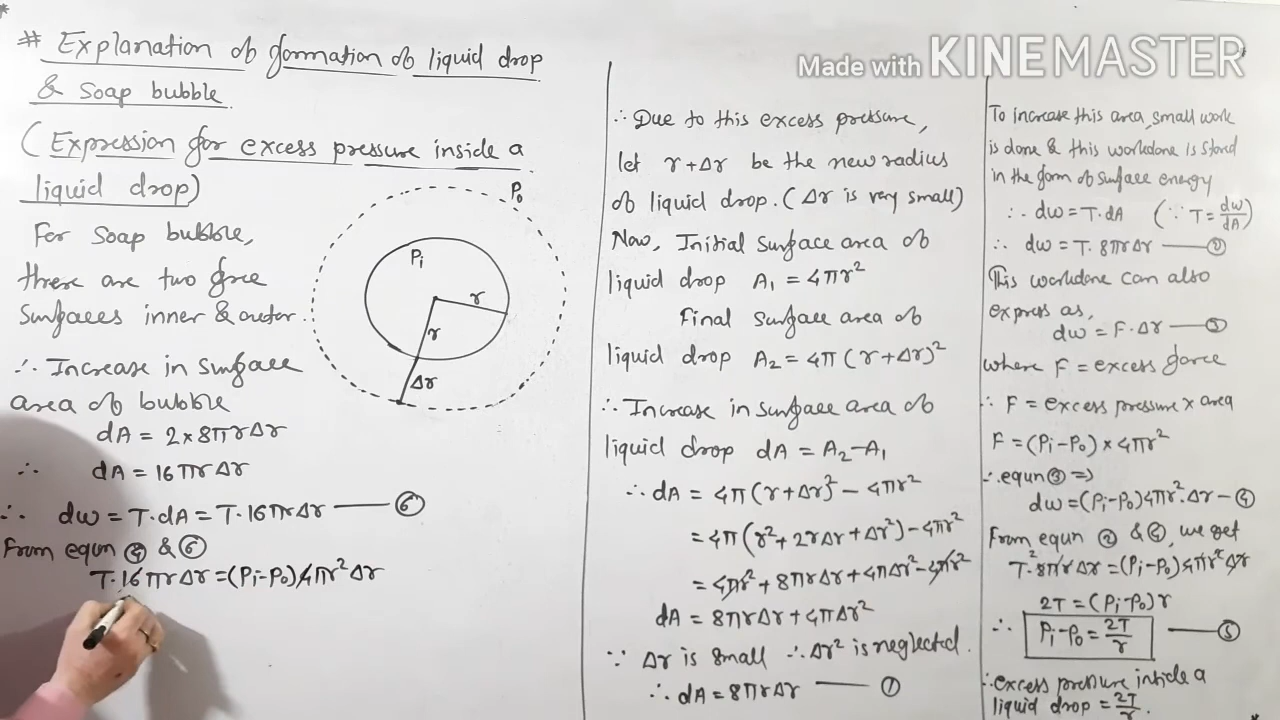 # Explanation of formation of liquid drop
& Soap bubble.
(Expression for excess pressure inside a
liquid drop)
For Soap bubble,
there are two free
Surfaces inner & outer.
∴ Increase in surface
area of bubble
dA = 2×8πrΔr
∴ dA = 16πrΔr
∴ dw = T·dA = T·16πrΔr —— ⑥
From equn ④ & ⑥
T·16πrΔr = (Pi-P₀)4πr²Δr
P₀
Pi
r
r
Δr
Made with KINEMASTER
∴ Due to this excess pressure,
let r+Δr be the new radius
of liquid drop. (Δr is very small)
Now, Initial surface area of
liquid drop A₁ = 4πr²
Final surface area of
liquid drop A₂ = 4π(r+Δr)²
∴ Increase in surface area of
liquid drop dA = A₂-A₁
∴ dA = 4π(r+Δr)² - 4πr²
= 4π(r²+2rΔr+Δr²) - 4πr²
= 4πr² + 8πrΔr + 4πΔr² - 4πr²
dA = 8πrΔr + 4πΔr²
∵ Δr is small ∴ Δr² is neglected.
∴ dA = 8πrΔr —— ①
To increase this area, small work
is done & this workdone is stored
in the form of surface energy
∴ dw = T·dA (∵ T = dw/dA)
∴ dw = T·8πrΔr —— ②
This workdone can also
express as,
dw = F·Δr —— ③
where F = excess force
∴ F = excess pressure × area
F = (Pi-P₀) × 4πr²
∴ equn ③ ⇒
dw = (Pi-P₀)4πr²·Δr - ④
From equn ② & ④, we get
T·8πrΔr = (Pi-P₀)4πr²Δr
2
2T = (Pi-P₀)r
∴ Pi-P₀ = 2T/r —— ⑤
∴ excess pressure inside a
liquid drop = 2T/r.